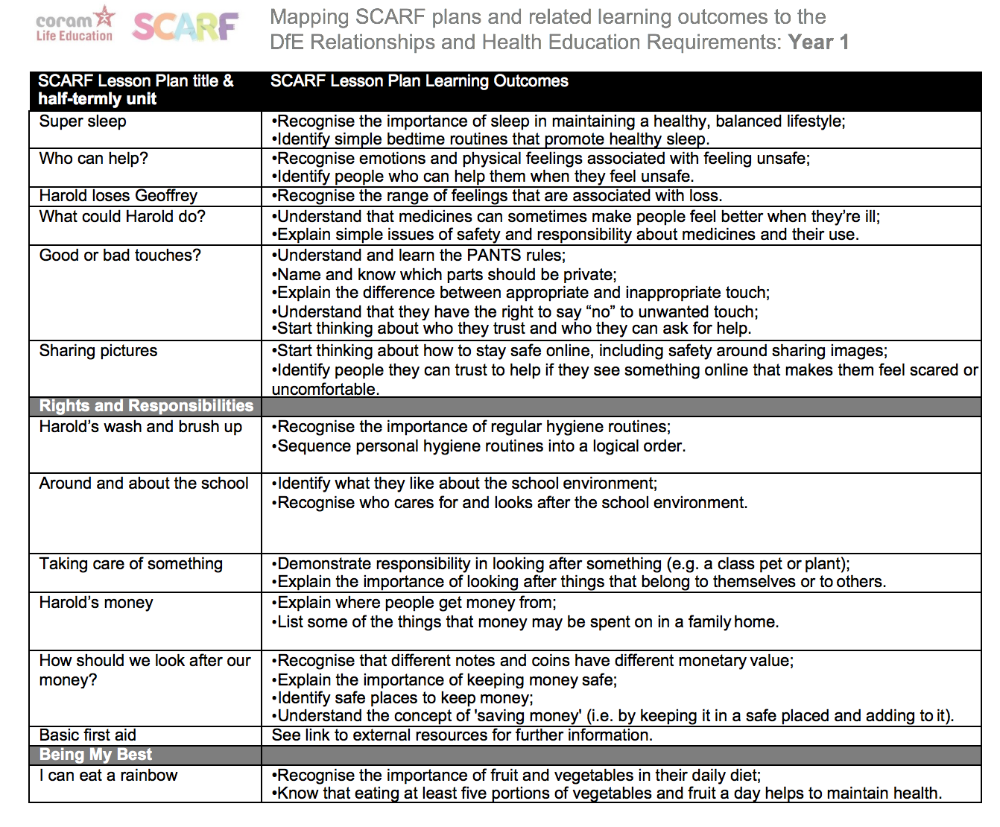 coram
Life Education
SCARF
Mapping SCARF plans and related learning outcomes to the
DfE Relationships and Health Education Requirements: Year 1
SCARF Lesson Plan title &
half-termly unit
SCARF Lesson Plan Learning Outcomes
Super sleep
•Recognise the importance of sleep in maintaining a healthy, balanced lifestyle;
•Identify simple bedtime routines that promote healthy sleep.
Who can help?
•Recognise emotions and physical feelings associated with feeling unsafe;
•Identify people who can help them when they feel unsafe.
Harold loses Geoffrey
•Recognise the range of feelings that are associated with loss.
What could Harold do?
•Understand that medicines can sometimes make people feel better when they’re ill;
•Explain simple issues of safety and responsibility about medicines and their use.
Good or bad touches?
•Understand and learn the PANTS rules;
•Name and know which parts should be private;
•Explain the difference between appropriate and inappropriate touch;
•Understand that they have the right to say “no” to unwanted touch;
•Start thinking about who they trust and who they can ask for help.
Sharing pictures
•Start thinking about how to stay safe online, including safety around sharing images;
•Identify people they can trust to help if they see something online that makes them feel scared or
uncomfortable.
Rights and Responsibilities
Harold’s wash and brush up
•Recognise the importance of regular hygiene routines;
•Sequence personal hygiene routines into a logical order.
Around and about the school
•Identify what they like about the school environment;
•Recognise who cares for and looks after the school environment.
Taking care of something
•Demonstrate responsibility in looking after something (e.g. a class pet or plant);
•Explain the importance of looking after things that belong to themselves or to others.
Harold’s money
•Explain where people get money from;
•List some of the things that money may be spent on in a family home.
How should we look after our
money?
•Recognise that different notes and coins have different monetary value;
•Explain the importance of keeping money safe;
•Identify safe places to keep money;
•Understand the concept of 'saving money' (i.e. by keeping it in a safe placed and adding to it).
Basic first aid
See link to external resources for further information.
Being My Best
I can eat a rainbow
•Recognise the importance of fruit and vegetables in their daily diet;
•Know that eating at least five portions of vegetables and fruit a day helps to maintain health.